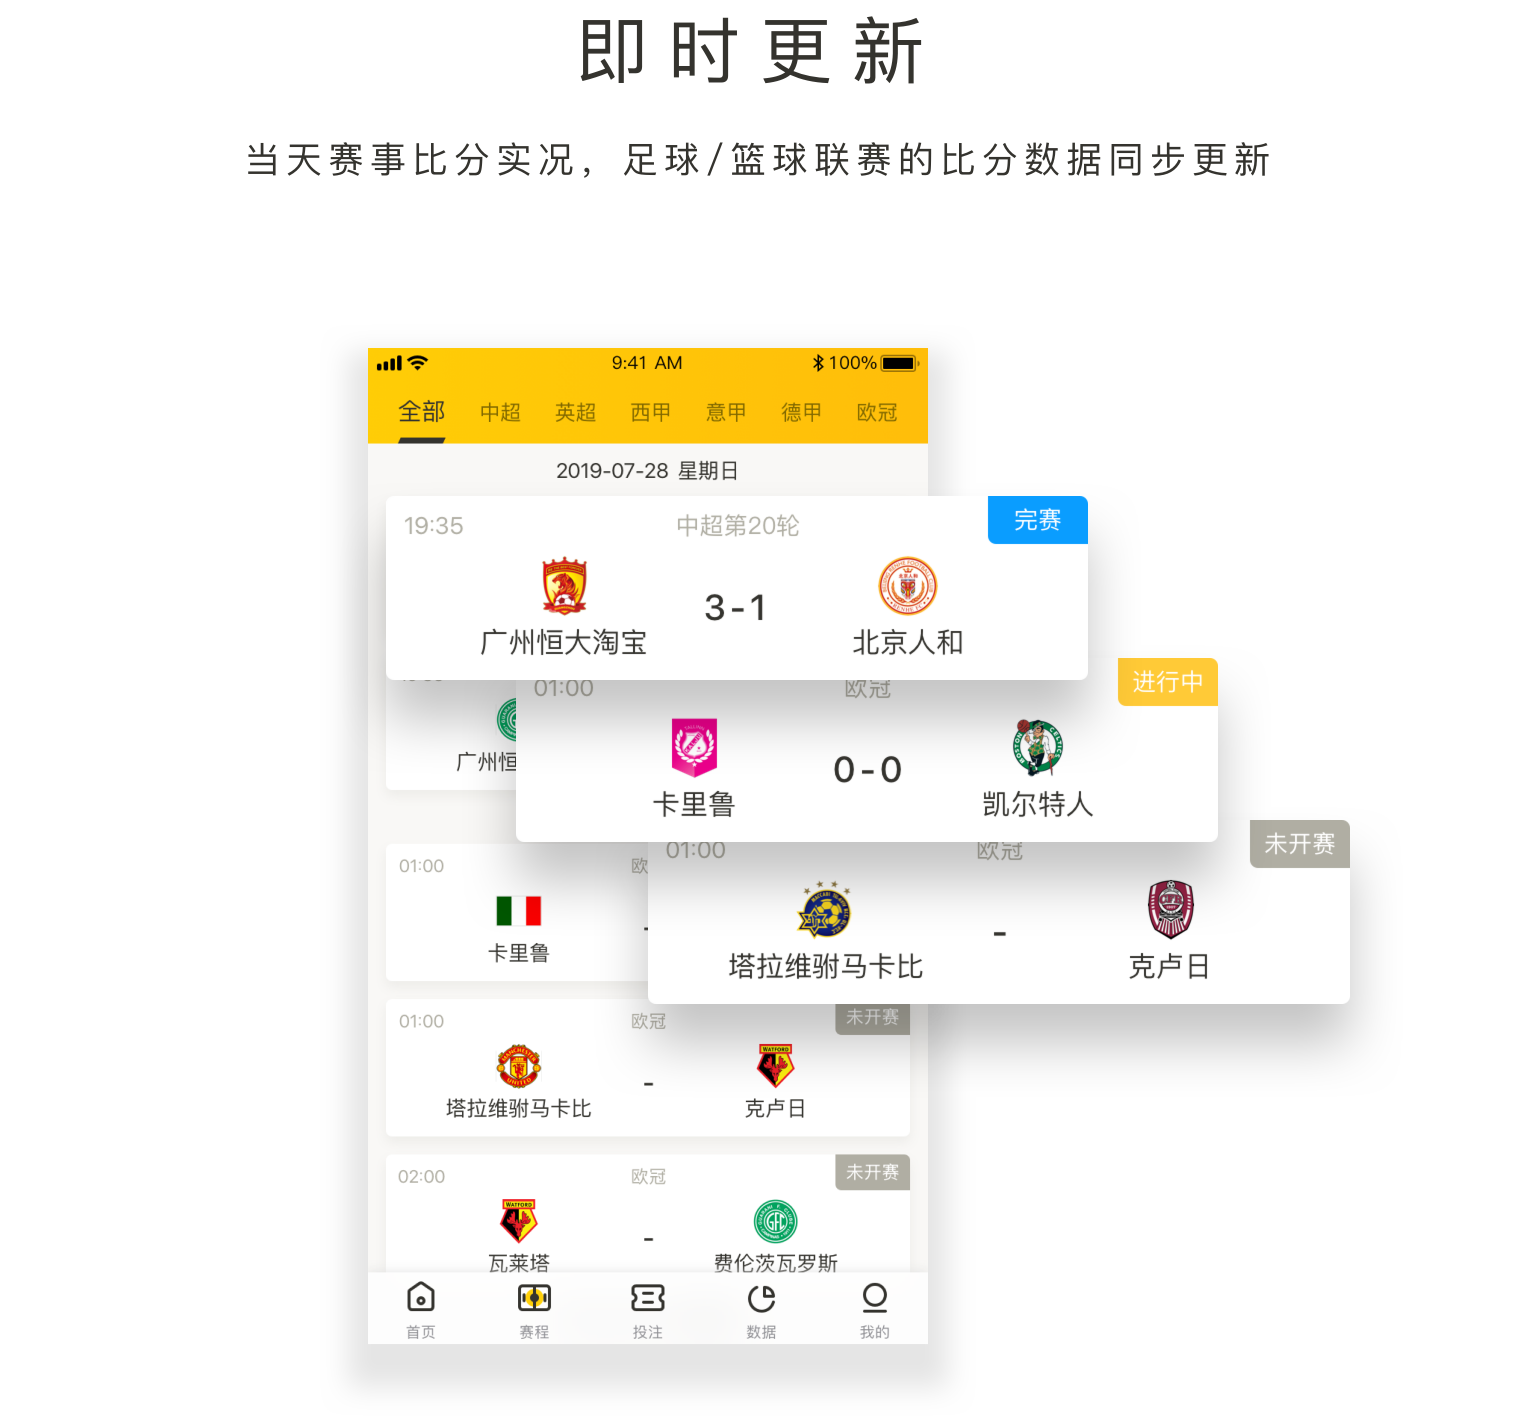 即时更新
当天赛事比分实况，足球/篮球联赛的比分数据同步更新
9:41 AM 100%
全部 中超 英超 西甲 意甲 德甲 欧冠
2019-07-28 星期日
19:35 中超第20轮 完赛
3-1
广州恒大淘宝 北京人和
01:00 欧冠 进行中
广州恒
0-0
卡里鲁 凯尔特人
01:00 欧冠 未开赛
01:00 欧
-
卡里鲁
塔拉维驸马卡比 克卢日
01:00 欧冠 未开赛
WATFORD
-
塔拉维驸马卡比 克卢日
02:00 欧冠 未开赛
WATFORD
GFC
-
瓦莱塔 费伦茨瓦罗斯
首页 赛程 投注 数据 我的